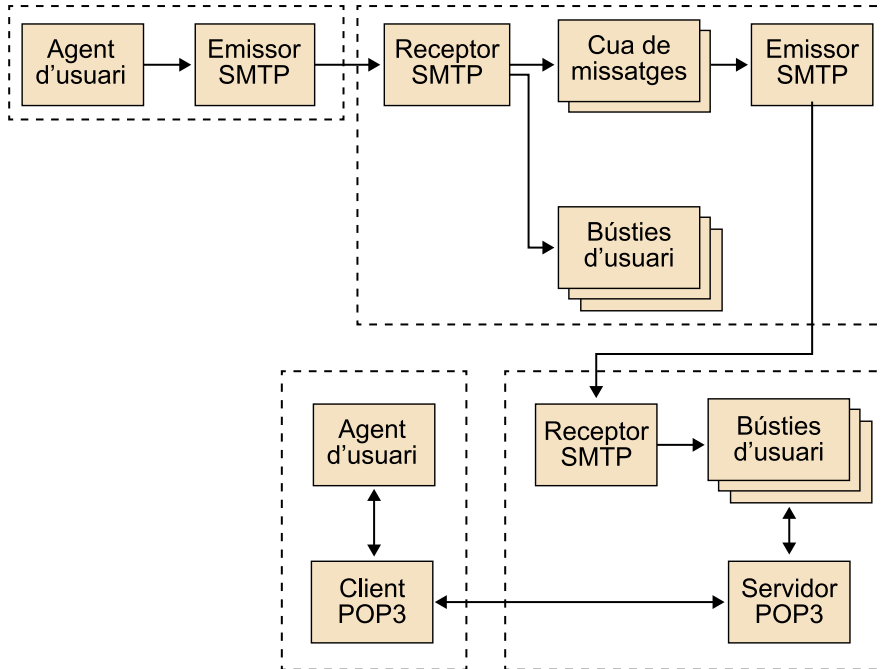 Agent
d'usuari
Emissor
SMTP
Receptor
SMTP
Cua de
missatges
Emissor
SMTP
Bústies
d'usuari
Agent
d'usuari
Receptor
SMTP
Bústies
d'usuari
Client
POP3
Servidor
POP3